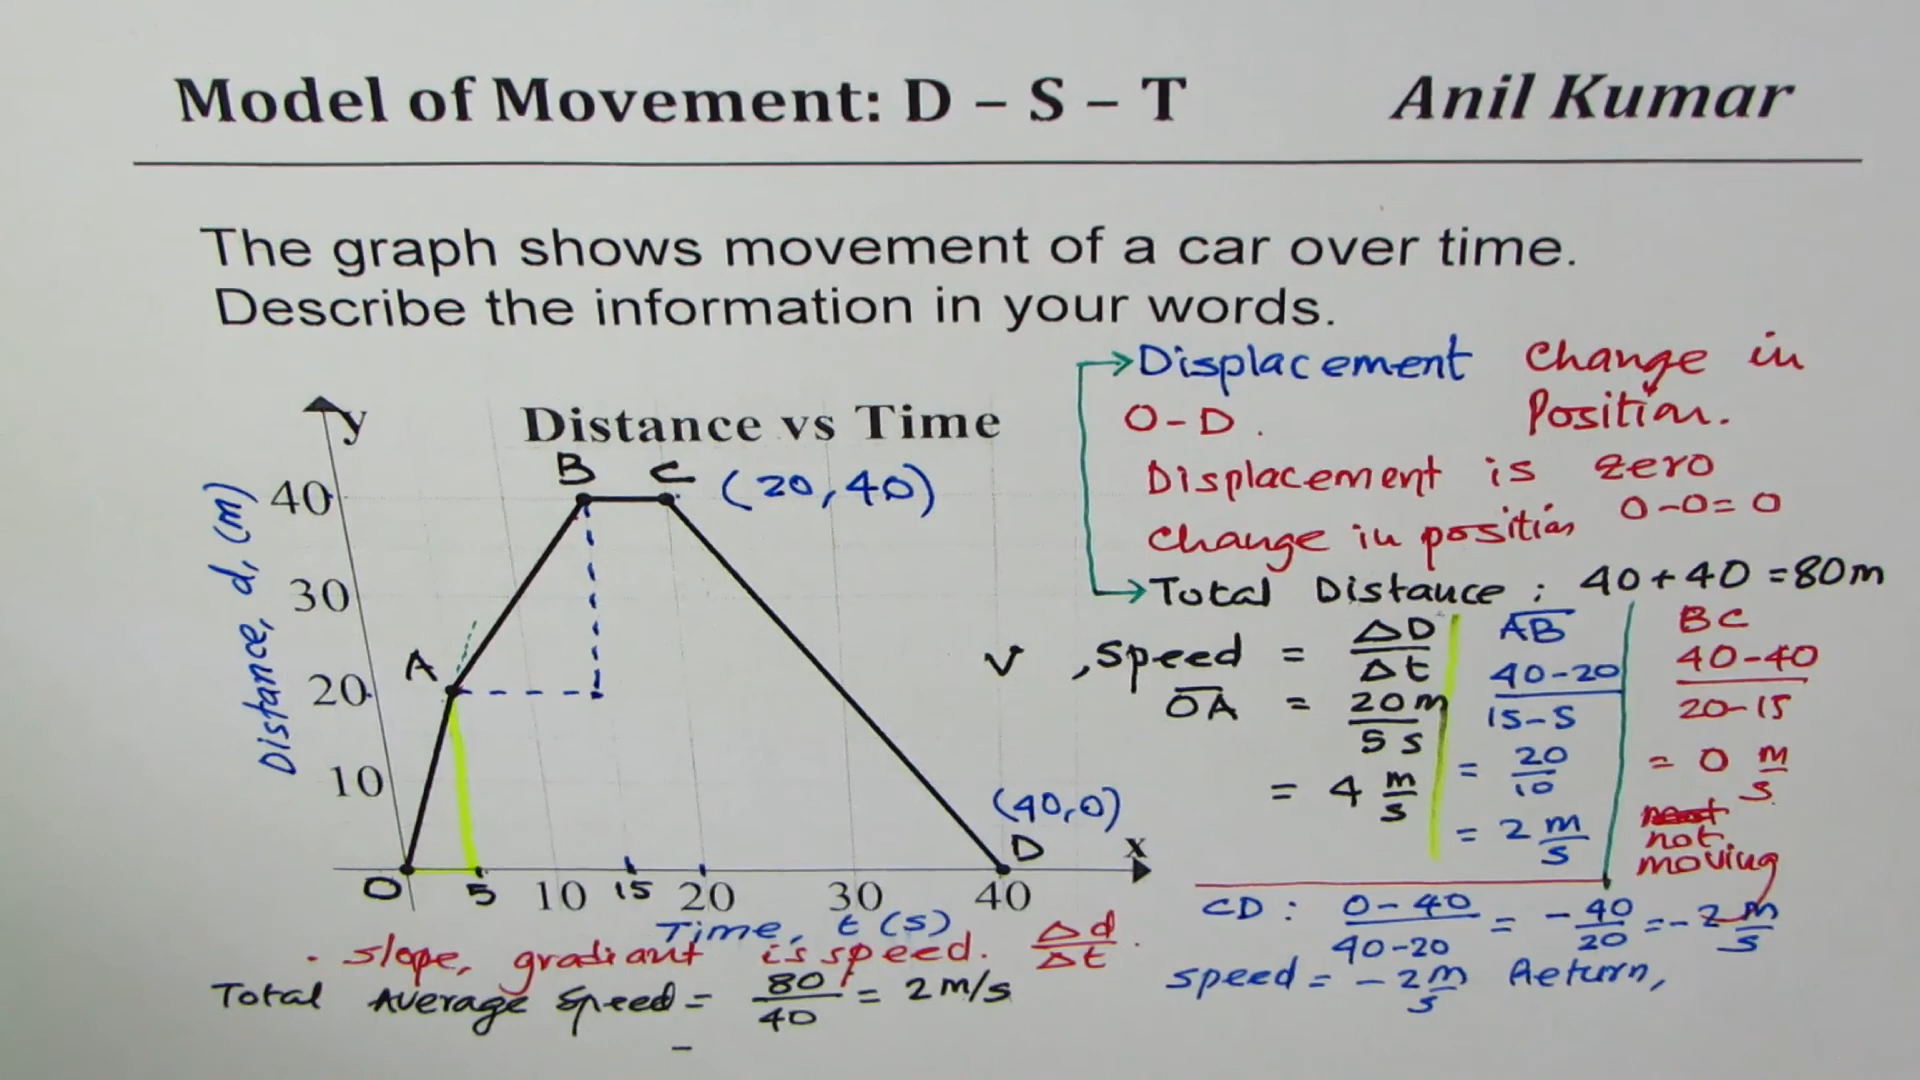 Model of Movement: D – S – T Anil Kumar
The graph shows movement of a car over time.
Describe the information in your words.
Displacement Change in
O-D. Position.
Displacement is zero
Change in position 0-0=0
Total Distance : 40+40=80m
Distance vs Time
y
B C (20,40)
40
30
A
20
10
Distance, d, (m)
(40,0)
D x
O 5 10 15 20 30 40
Time, t (s)
V , Speed = ΔD/Δt
OA = 20m/5s
= 4 m/s
AB
40-20/15-5
= 20/10
= 2 m/s
BC
40-40/20-15
= 0 m/s
not
moving
CD : 0-40/40-20 = -40/20 = -2 m/s
Speed = -2 m/s Return,
. slope, gradiant is speed. Δd/Δt .
Total Average Speed = 80/40 = 2 m/s